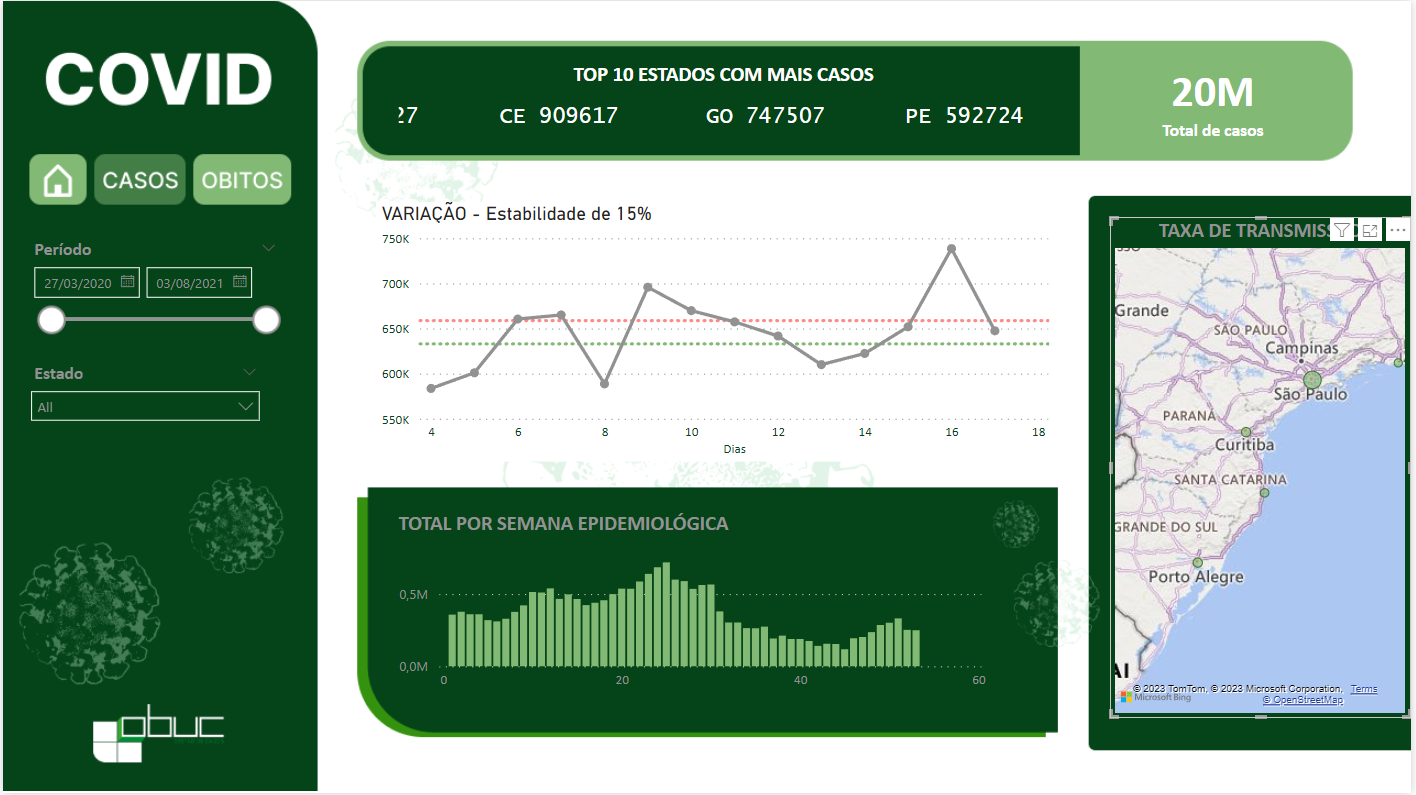 COVID
CASOS
OBITOS
Período
27/03/2020
03/08/2021
Estado
All
obuc
TOP 10 ESTADOS COM MAIS CASOS
27 CE 909617 GO 747507 PE 592724
20M
Total de casos
VARIAÇÃO - Estabilidade de 15%
750K
700K
650K
600K
550K
4 6 8 10 12 14 16 18
Dias
TOTAL POR SEMANA EPIDEMIOLÓGICA
0,5M
0,0M
0 20 40 60
TAXA DE TRANSMISS
Grande
SÃO PAULO
Campinas
São Paulo
PARANÁ
Curitiba
SANTA CATARINA
GRANDE DO SUL
Porto Alegre
AI
© 2023 TomTom, © 2023 Microsoft Corporation, Terms
Microsoft Bing
© OpenStreetMap